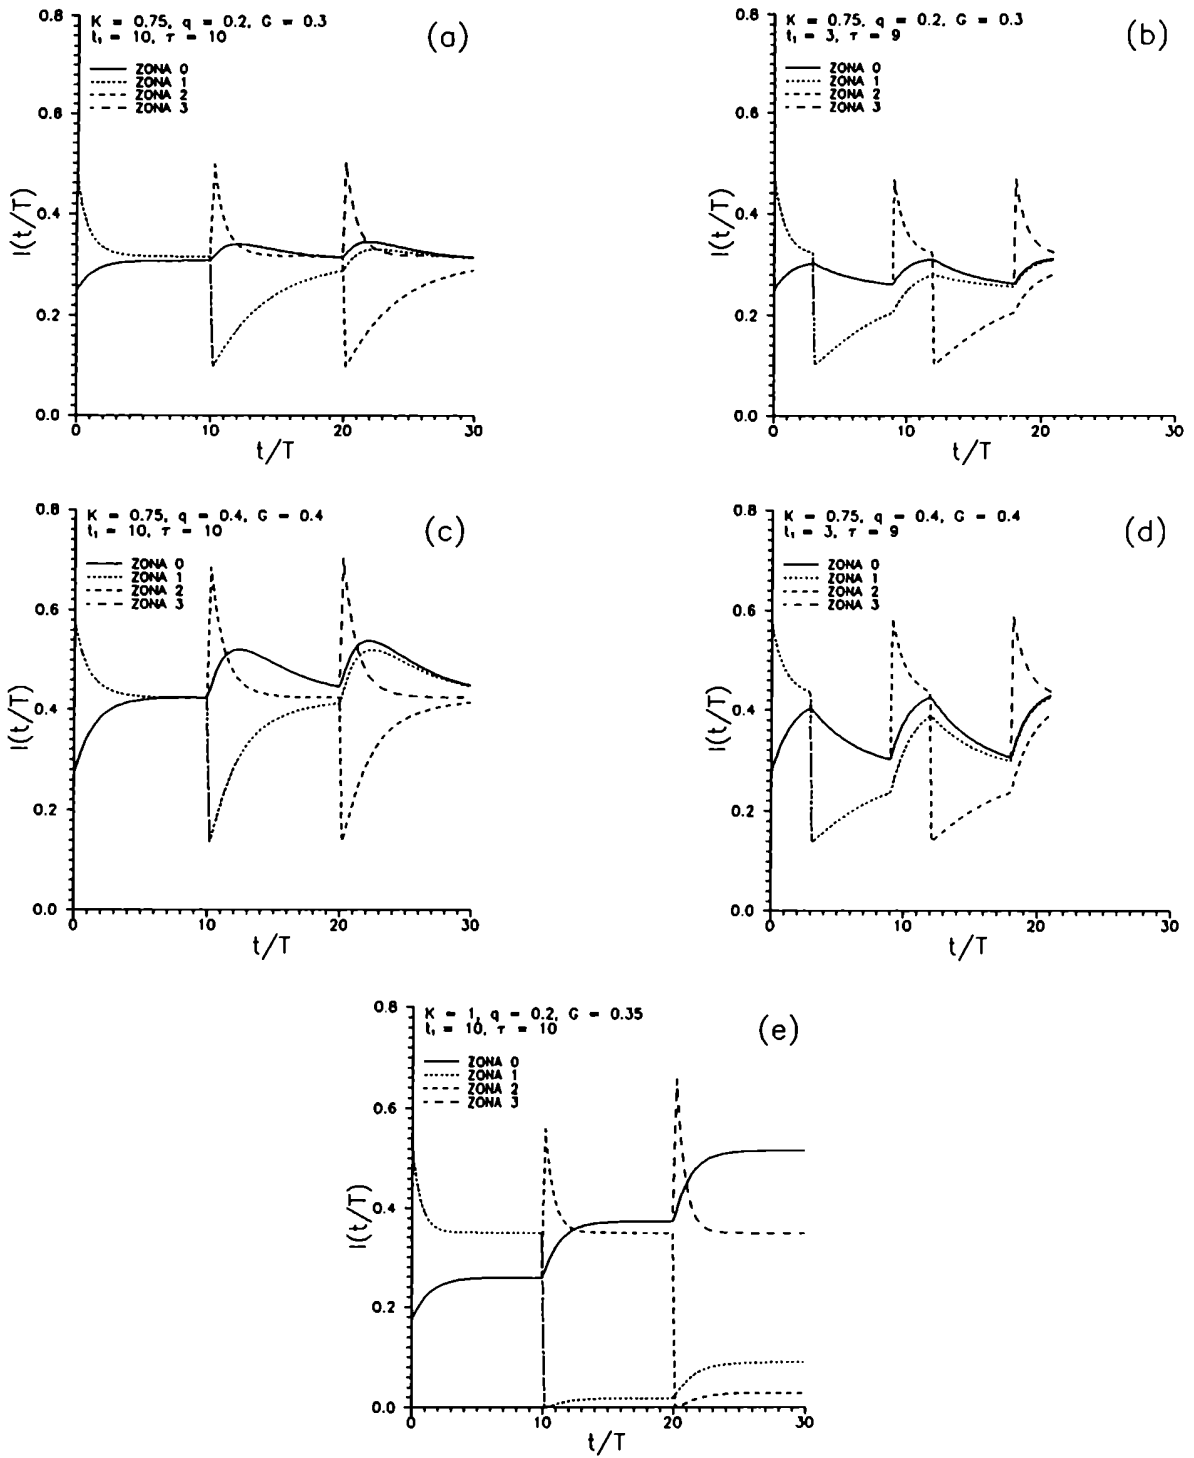 K = 0.75, q = 0.2, G = 0.3
t₁ = 10, τ = 10
(a)
ZONA 0
ZONA 1
ZONA 2
ZONA 3
0.8
0.6
0.4
0.2
0.0
I(t/T)
0 10 20 30
t/T
K = 0.75, q = 0.2, G = 0.3
t₁ = 3, τ = 9
(b)
ZONA 0
ZONA 1
ZONA 2
ZONA 3
0.8
0.6
0.4
0.2
0.0
I(t/T)
0 10 20 30
t/T
K = 0.75, q = 0.4, G = 0.4
t₁ = 10, τ = 10
(c)
ZONA 0
ZONA 1
ZONA 2
ZONA 3
0.8
0.6
0.4
0.2
0.0
I(t/T)
0 10 20 30
t/T
K = 0.75, q = 0.4, G = 0.4
t₁ = 3, τ = 9
(d)
ZONA 0
ZONA 1
ZONA 2
ZONA 3
0.8
0.6
0.4
0.2
0.0
I(t/T)
0 10 20 30
t/T
K = 1, q = 0.2, G = 0.35
t₁ = 10, τ = 10
(e)
ZONA 0
ZONA 1
ZONA 2
ZONA 3
0.8
0.6
0.4
0.2
0.0
I(t/T)
0 10 20 30
t/T